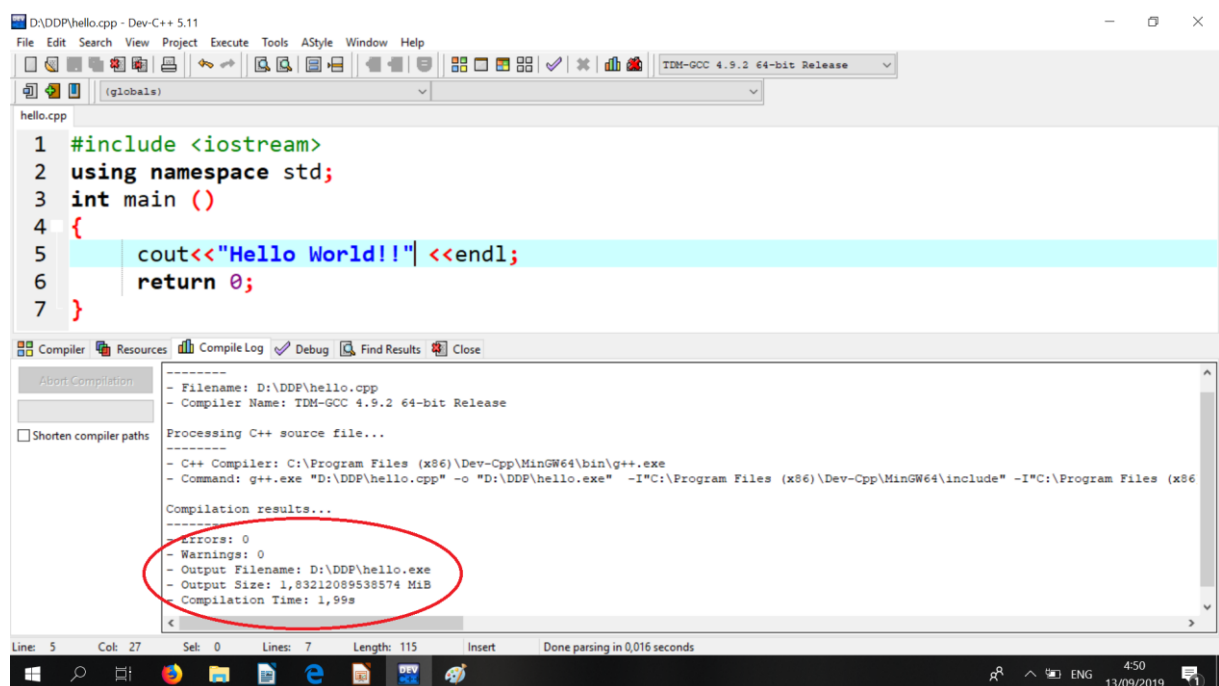 D:\DDP\hello.cpp - Dev-C++ 5.11
File Edit Search View Project Execute Tools AStyle Window Help
TDM-GCC 4.9.2 64-bit Release
(globals)
hello.cpp
1 #include <iostream>
2 using namespace std;
3 int main ()
4 {
5 cout<<"Hello World!!" <<endl;
6 return 0;
7 }
Compiler Resources Compile Log Debug Find Results Close
Abort Compilation
Shorten compiler paths
--------
- Filename: D:\DDP\hello.cpp
- Compiler Name: TDM-GCC 4.9.2 64-bit Release
Processing C++ source file...
--------
- C++ Compiler: C:\Program Files (x86)\Dev-Cpp\MinGW64\bin\g++.exe
- Command: g++.exe "D:\DDP\hello.cpp" -o "D:\DDP\hello.exe" -I"C:\Program Files (x86)\Dev-Cpp\MinGW64\include" -I"C:\Program Files (x86
Compilation results...
--------
- Errors: 0
- Warnings: 0
- Output Filename: D:\DDP\hello.exe
- Output Size: 1,83212089538574 MiB
- Compilation Time: 1,99s
Line: 5 Col: 27 Sel: 0 Lines: 7 Length: 115 Insert Done parsing in 0,016 seconds
DEV
ENG
4:50
13/09/2019
1